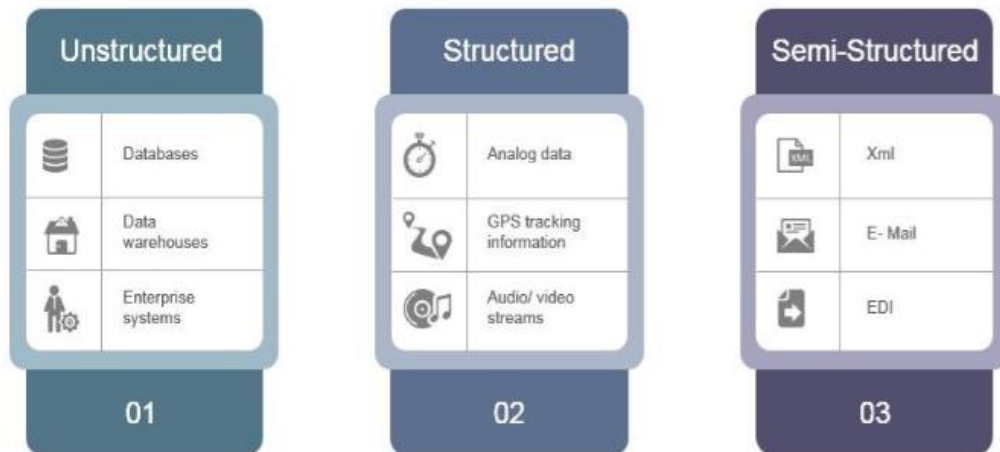 Unstructured
Databases
Data
warehouses
Enterprise
systems
01
Structured
Analog data
GPS tracking
information
Audio/ video
streams
02
Semi-Structured
XML
Xml
E- Mail
EDI
03